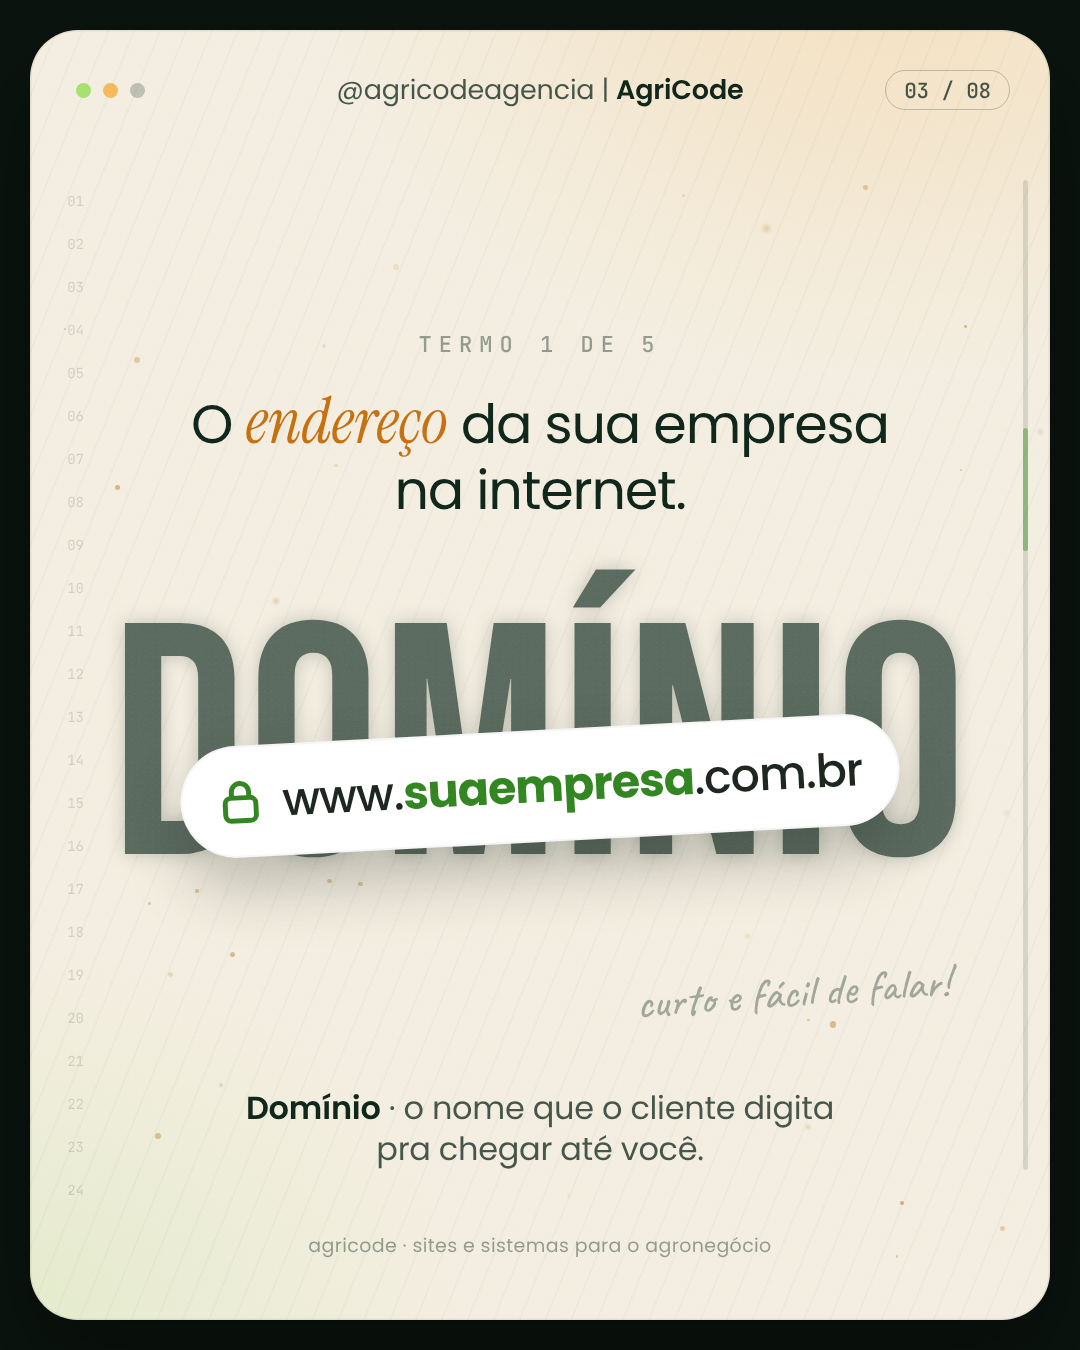 @agricodeagencia | AgriCode
03 / 08
01
02
03
04
05
06
07
08
09
10
11
12
13
14
15
16
17
18
19
20
21
22
23
24
TERMO 1 DE 5
O endereço da sua empresa
na internet.
DOMÍNIO
www.suaempresa.com.br
curto e fácil de falar!
Domínio · o nome que o cliente digita
pra chegar até você.
agricode · sites e sistemas para o agronegócio